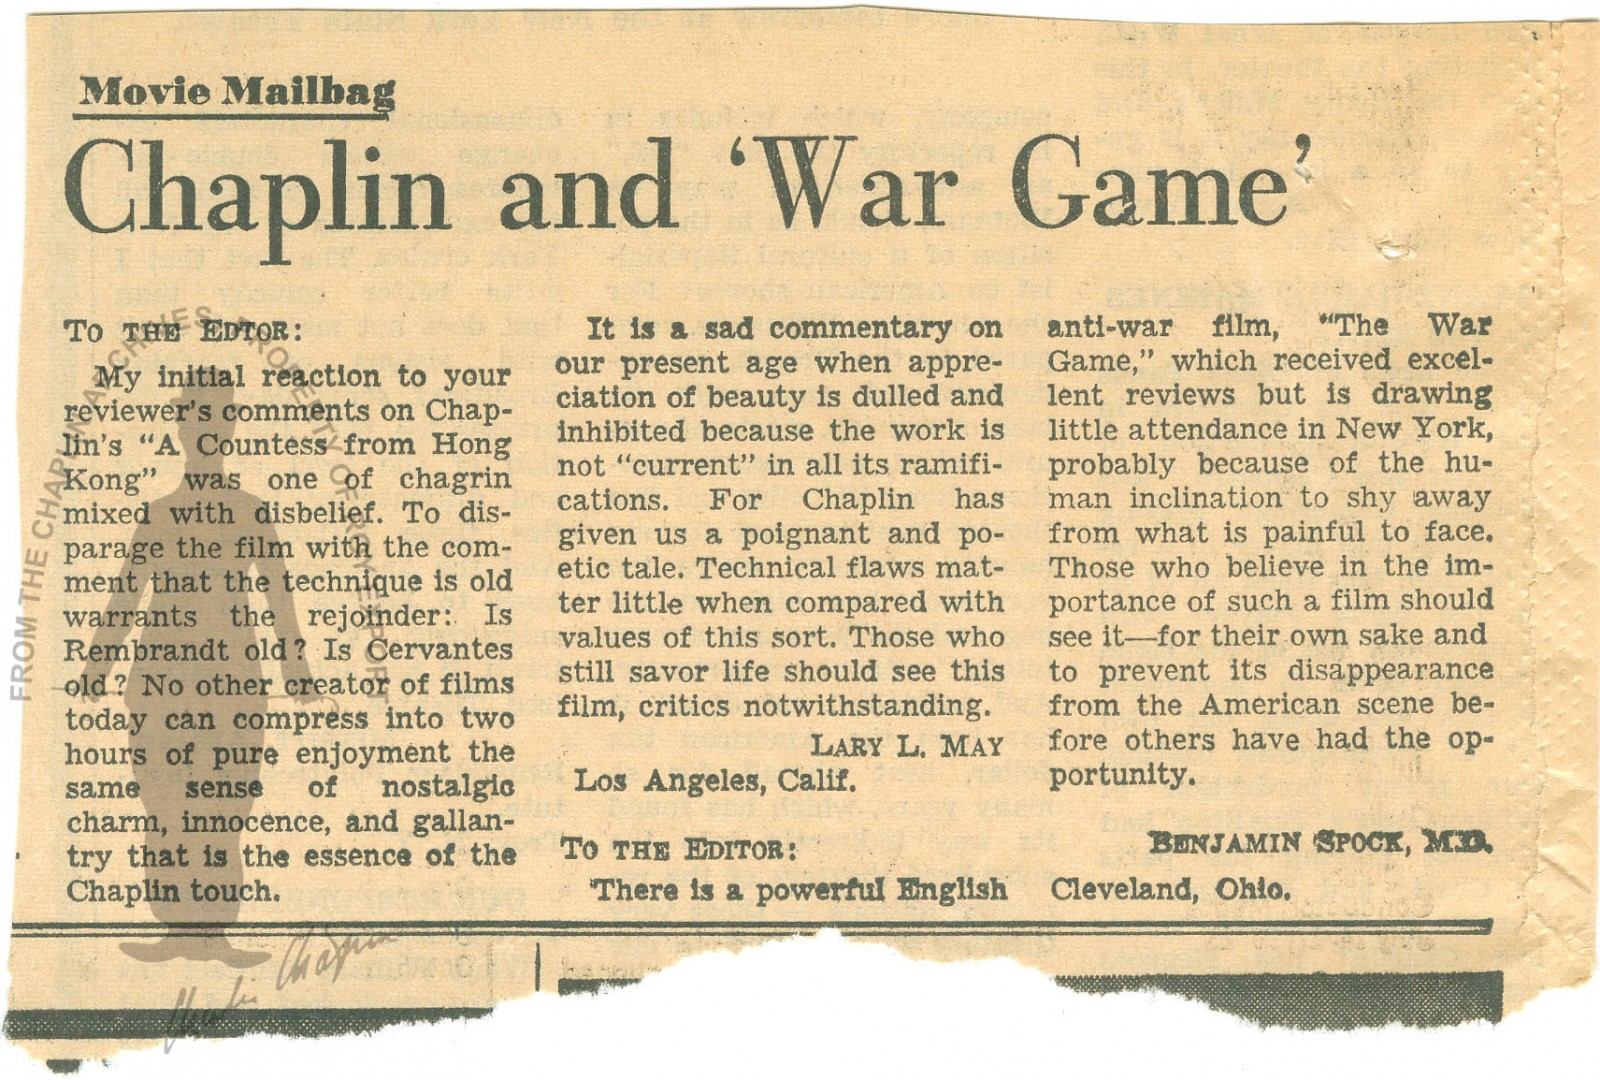 Movie Mailbag
Chaplin and 'War Game'
TO THE EDTOR:
My initial reaction to your
reviewer's comments on Chap-
lin's "A Countess from Hong
Kong" was one of chagrin
mixed with disbelief. To dis-
parage the film with the com-
ment that the technique is old
warrants the rejoinder: Is
Rembrandt old? Is Cervantes
old? No other creator of films
today can compress into two
hours of pure enjoyment the
same sense of nostalgic
charm, innocence, and gallan-
try that is the essence of the
Chaplin touch.
It is a sad commentary on
our present age when appre-
ciation of beauty is dulled and
inhibited because the work is
not "current" in all its ramifi-
cations. For Chaplin has
given us a poignant and po-
etic tale. Technical flaws mat-
ter little when compared with
values of this sort. Those who
still savor life should see this
film, critics notwithstanding.
LARY L. MAY
Los Angeles, Calif.
TO THE EDITOR:
There is a powerful English
anti-war film, "The War
Game," which received excel-
lent reviews but is drawing
little attendance in New York,
probably because of the hu-
man inclination to shy away
from what is painful to face.
Those who believe in the im-
portance of such a film should
see it—for their own sake and
to prevent its disappearance
from the American scene be-
fore others have had the op-
portunity.
BENJAMIN SPOCK, M.D.
Cleveland, Ohio.
FROM THE CHAPLIN ARCHIVES, PROPERTY OF ROY EXPORT
Charlie Chaplin